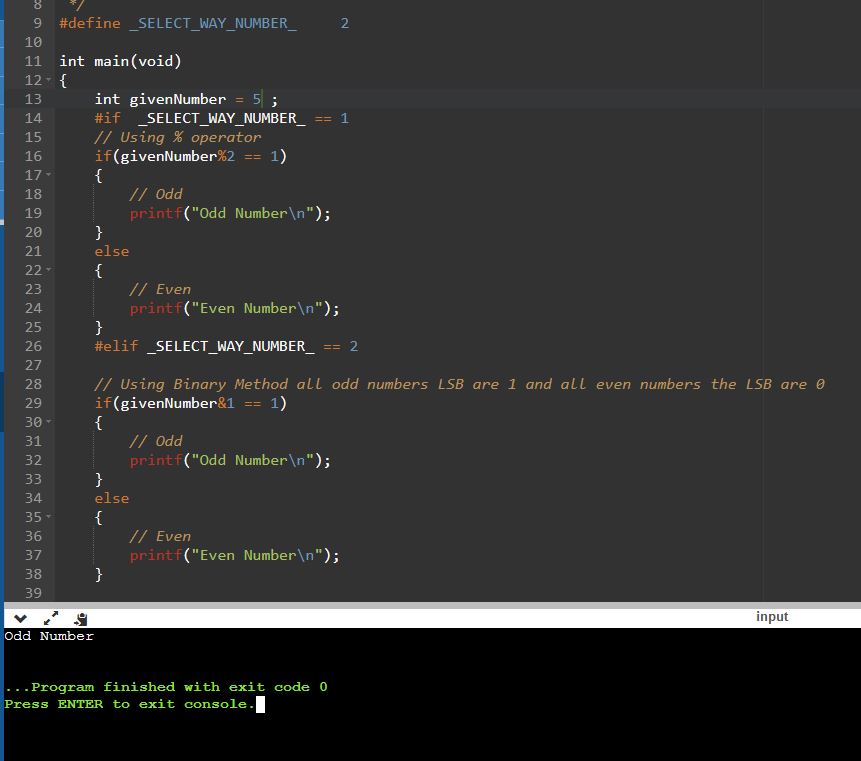 8 */
9 #define _SELECT_WAY_NUMBER_ 2
10
11 int main(void)
12 {
13 int givenNumber = 5 ;
14 #if _SELECT_WAY_NUMBER_ == 1
15 // Using % operator
16 if(givenNumber%2 == 1)
17 {
18 // Odd
19 printf("Odd Number\n");
20 }
21 else
22 {
23 // Even
24 printf("Even Number\n");
25 }
26 #elif _SELECT_WAY_NUMBER_ == 2
27
28 // Using Binary Method all odd numbers LSB are 1 and all even numbers the LSB are 0
29 if(givenNumber&1 == 1)
30 {
31 // Odd
32 printf("Odd Number\n");
33 }
34 else
35 {
36 // Even
37 printf("Even Number\n");
38 }
39
input
Odd Number
...Program finished with exit code 0
Press ENTER to exit console.